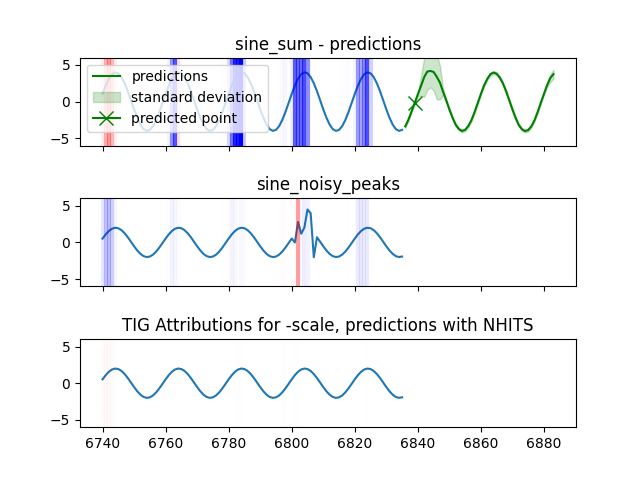 sine_sum - predictions
5
0
−5
predictions
standard deviation
predicted point
sine_noisy_peaks
5
0
−5
TIG Attributions for -scale, predictions with NHITS
5
0
−5
6740 6760 6780 6800 6820 6840 6860 6880